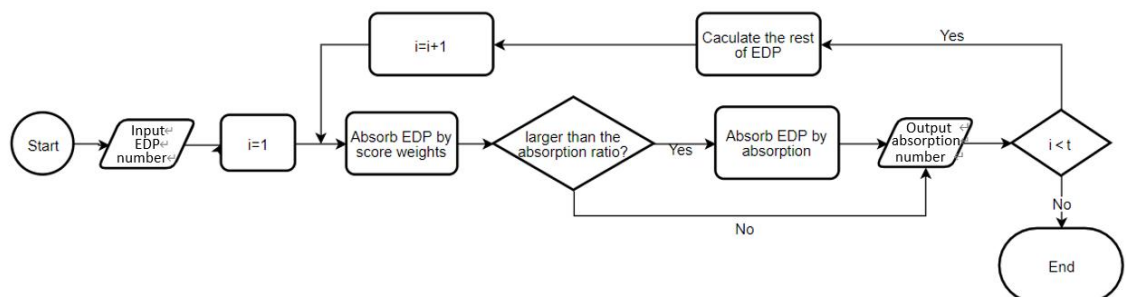 i=i+1
Caculate the rest
of EDP
Yes
Start
Input
EDP
number
i=1
Absorb EDP by
score weights
larger than the
absorption ratio?
Yes
Absorb EDP by
absorption
Output
absorption
number
i < t
No
No
End